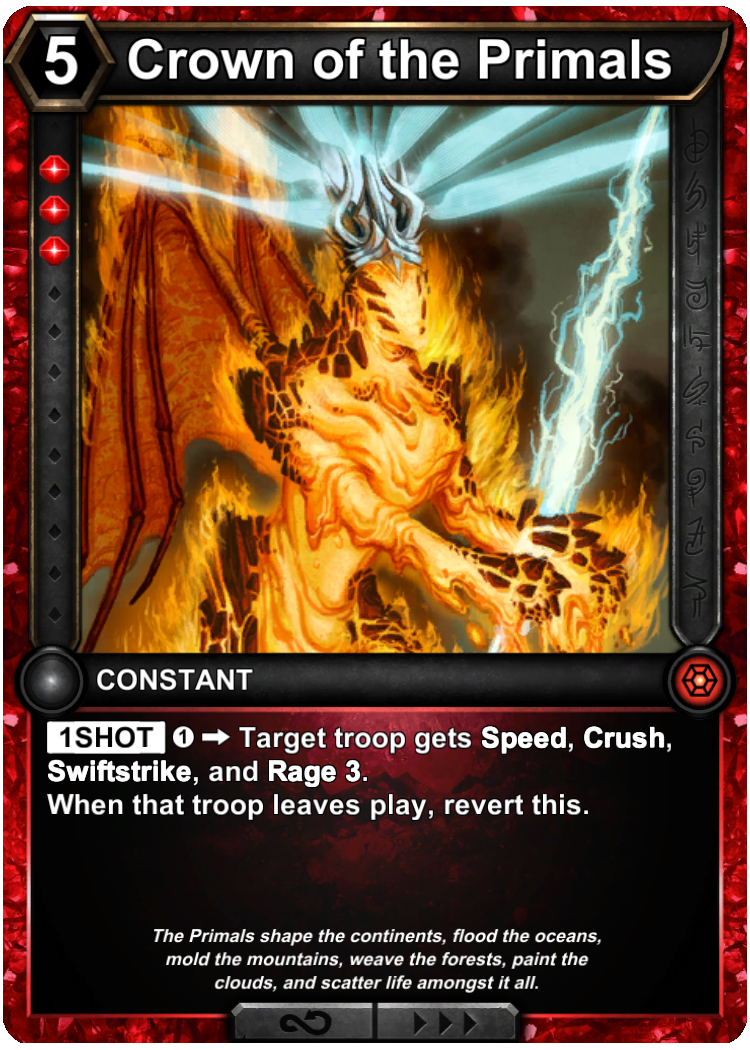 5
Crown of the Primals
CONSTANT
1SHOT ① ➞ Target troop gets Speed, Crush,
Swiftstrike, and Rage 3.
When that troop leaves play, revert this.
The Primals shape the continents, flood the oceans,
mold the mountains, weave the forests, paint the
clouds, and scatter life amongst it all.